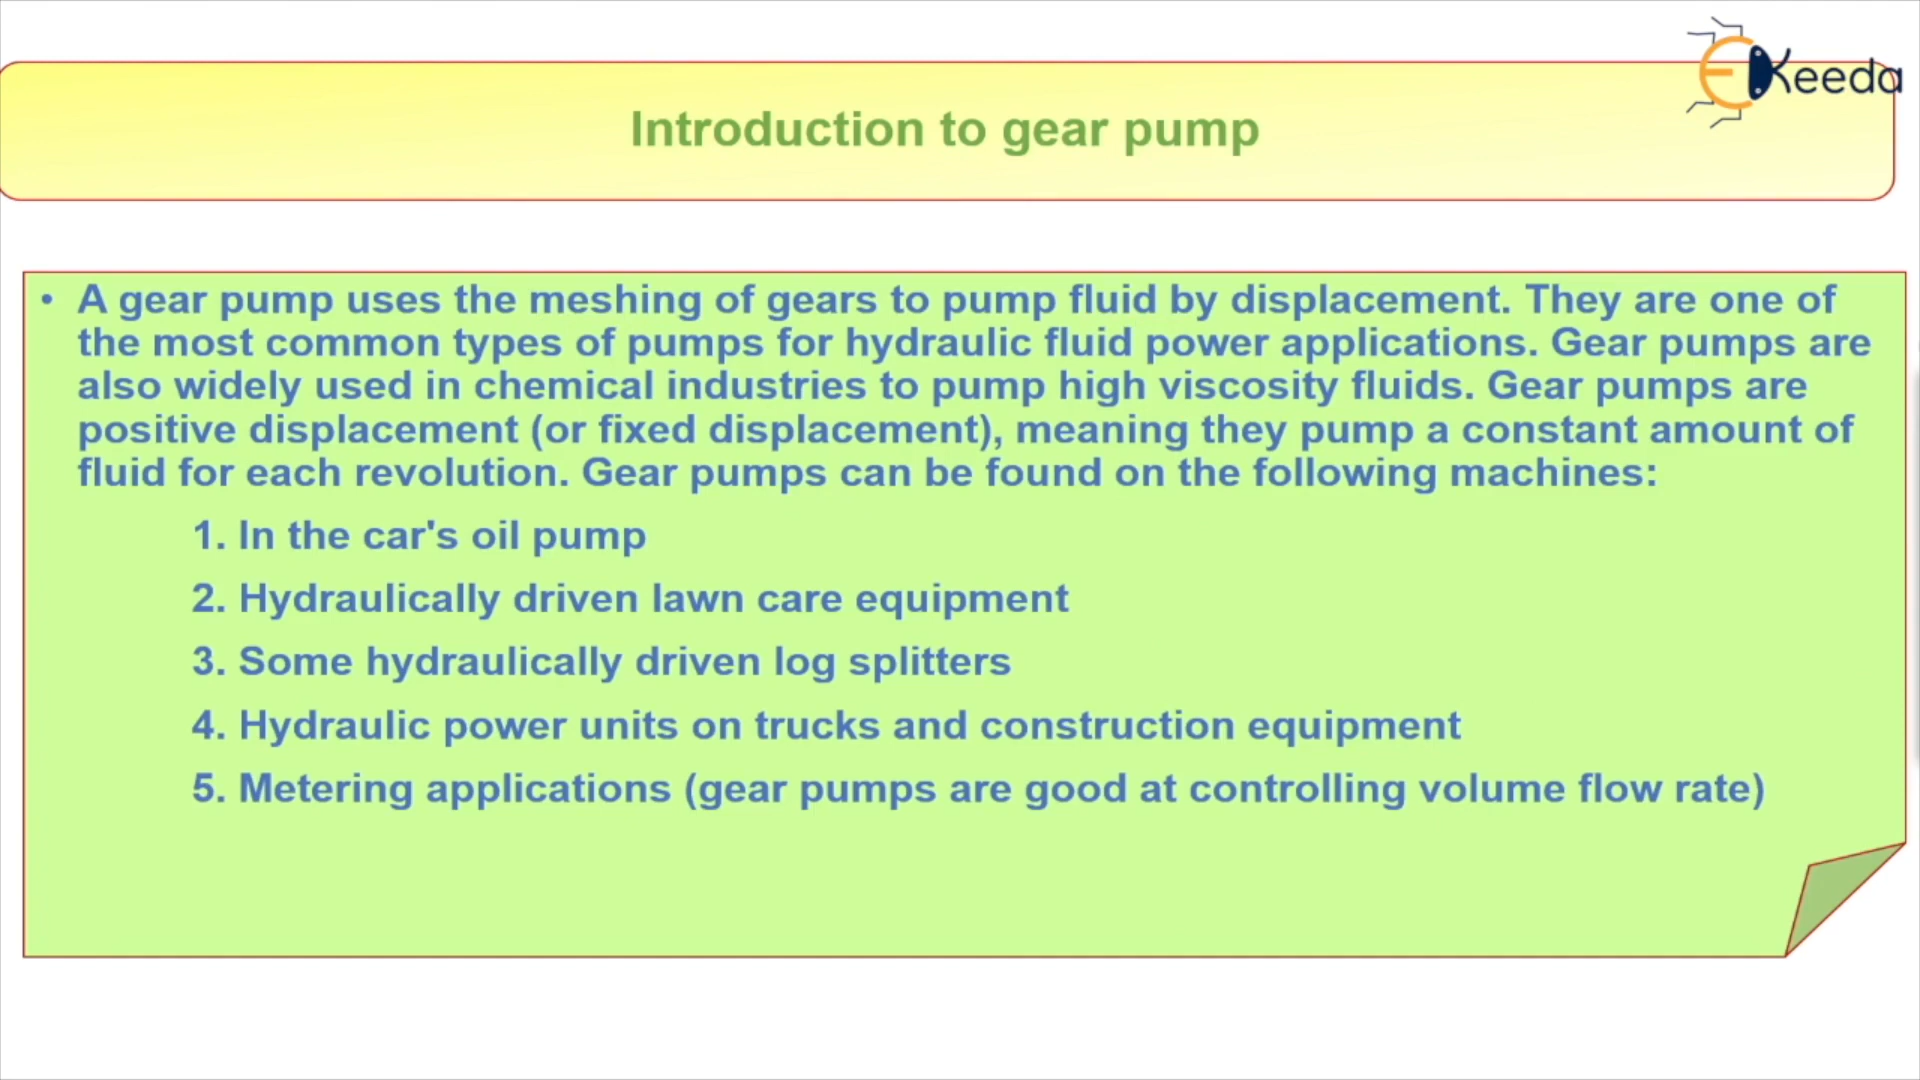 EKeeda
Introduction to gear pump
• A gear pump uses the meshing of gears to pump fluid by displacement. They are one of
the most common types of pumps for hydraulic fluid power applications. Gear pumps are
also widely used in chemical industries to pump high viscosity fluids. Gear pumps are
positive displacement (or fixed displacement), meaning they pump a constant amount of
fluid for each revolution. Gear pumps can be found on the following machines:
1. In the car's oil pump
2. Hydraulically driven lawn care equipment
3. Some hydraulically driven log splitters
4. Hydraulic power units on trucks and construction equipment
5. Metering applications (gear pumps are good at controlling volume flow rate)